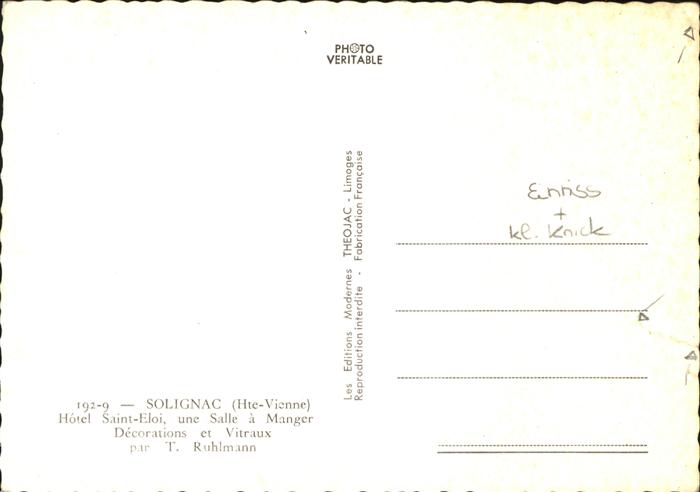 PHOTO
VERITABLE
Einriss
+
kl. Knick
Les Editions Modernes THEOJAC - Limoges
Reproduction interdite - Fabrication Française
192-9 — SOLIGNAC (Hte-Vienne)
Hôtel Saint-Eloi, une Salle à Manger
Décorations et Vitraux
par T. Ruhlmann